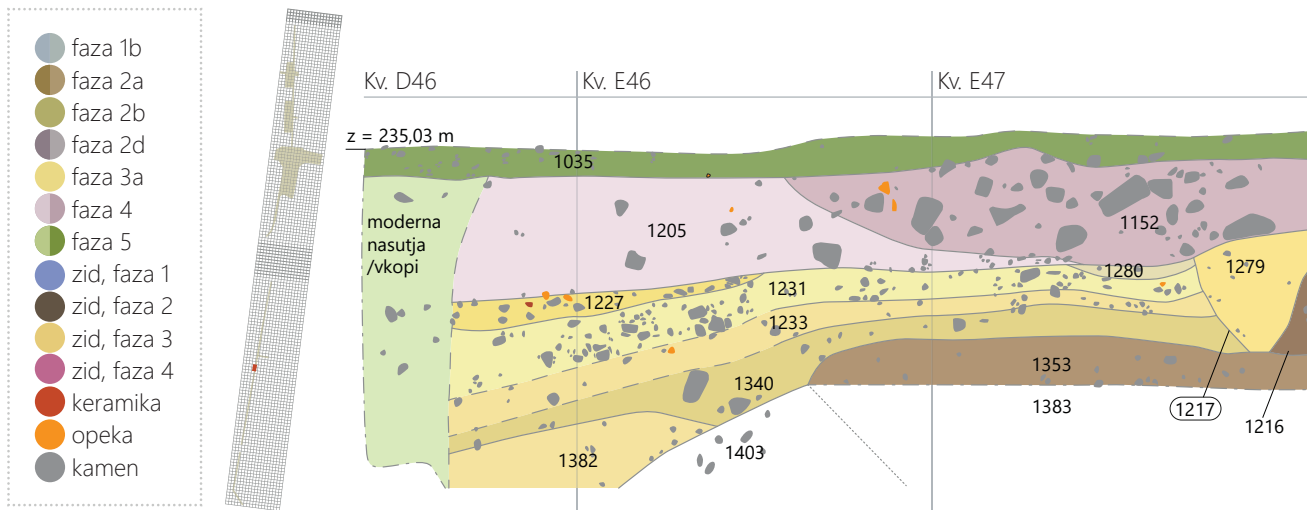 faza 1b
faza 2a
faza 2b
faza 2d
faza 3a
faza 4
faza 5
zid, faza 1
zid, faza 2
zid, faza 3
zid, faza 4
keramika
opeka
kamen
Kv. D46
Kv. E46
Kv. E47
z = 235,03 m
1035
moderna
nasutja
/vkopi
1205
1152
1280
1279
1227
1231
1233
1340
1353
1383
1217
1216
1403
1382